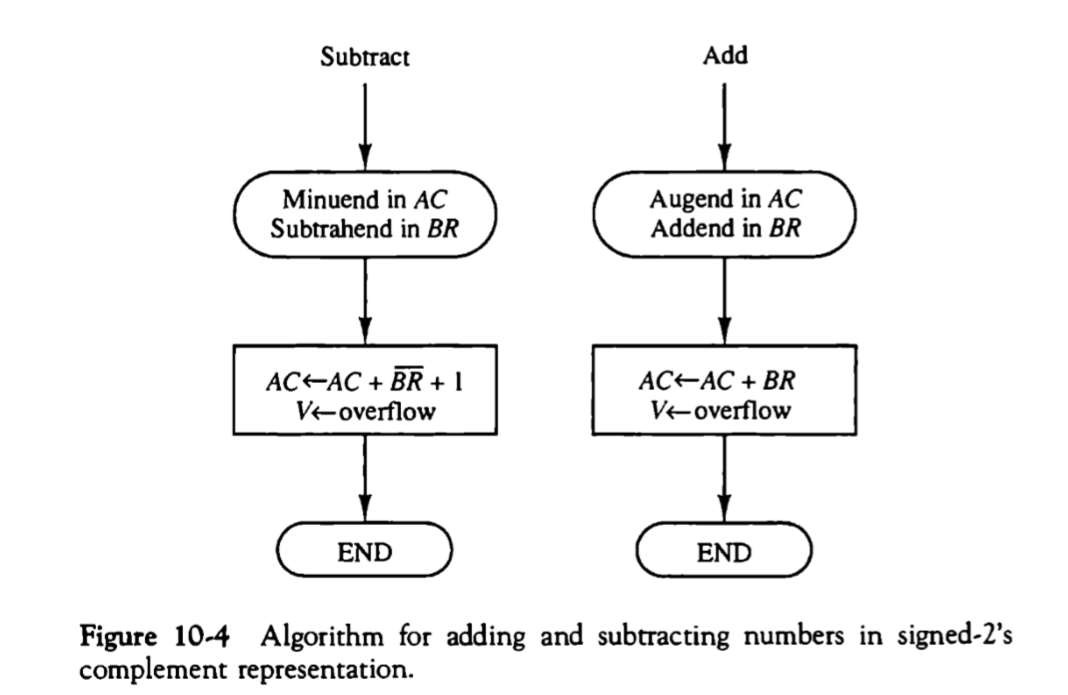 Subtract
Minuend in AC
Subtrahend in BR
AC←AC + B̅R̅ + 1
V←overflow
END
Add
Augend in AC
Addend in BR
AC←AC + BR
V←overflow
END
Figure 10-4 Algorithm for adding and subtracting numbers in signed-2's
complement representation.